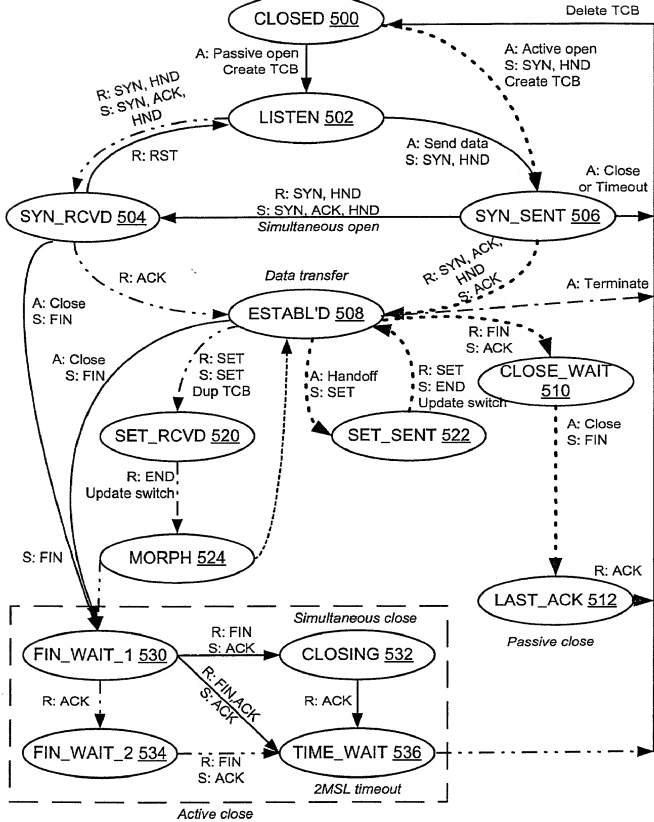 CLOSED 500
Delete TCB
A: Passive open
Create TCB
A: Active open
S: SYN, HND
Create TCB
R: SYN, HND
S: SYN, ACK,
HND
LISTEN 502
R: RST
A: Send data
S: SYN, HND
A: Close
or Timeout
SYN_RCVD 504
R: SYN, HND
S: SYN, ACK, HND
Simultaneous open
SYN_SENT 506
R: ACK
Data transfer
R: SYN, ACK,
HND
S: ACK
A: Terminate
A: Close
S: FIN
ESTABL'D 508
A: Close
S: FIN
R: SET
S: SET
Dup TCB
A: Handoff
S: SET
R: SET
S: END
Update switch
R: FIN
S: ACK
CLOSE_WAIT
510
SET_RCVD 520
SET_SENT 522
A: Close
S: FIN
R: END
Update switch
S: FIN
MORPH 524
R: ACK
LAST_ACK 512
Passive close
Simultaneous close
FIN_WAIT_1 530
R: FIN
S: ACK
CLOSING 532
R: ACK
R: FIN,ACK
S: ACK
R: ACK
FIN_WAIT_2 534
R: FIN
S: ACK
TIME_WAIT 536
2MSL timeout
Active close